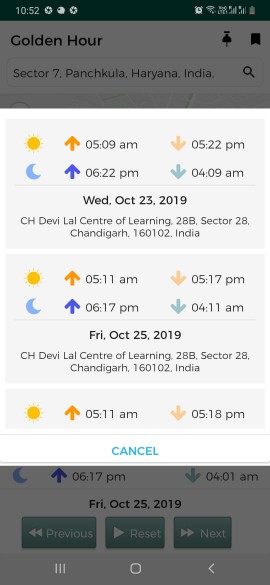 10:52
Golden Hour
Sector 7, Panchkula, Haryana, India,
05:09 am 05:22 pm
06:22 pm 04:09 am
Wed, Oct 23, 2019
CH Devi Lal Centre of Learning, 28B, Sector 28,
Chandigarh, 160102, India
05:11 am 05:17 pm
06:17 pm 04:11 am
Fri, Oct 25, 2019
CH Devi Lal Centre of Learning, 28B, Sector 28,
Chandigarh, 160102, India
05:11 am 05:18 pm
CANCEL
06:17 pm 04:01 am
Fri, Oct 25, 2019
Previous Reset Next